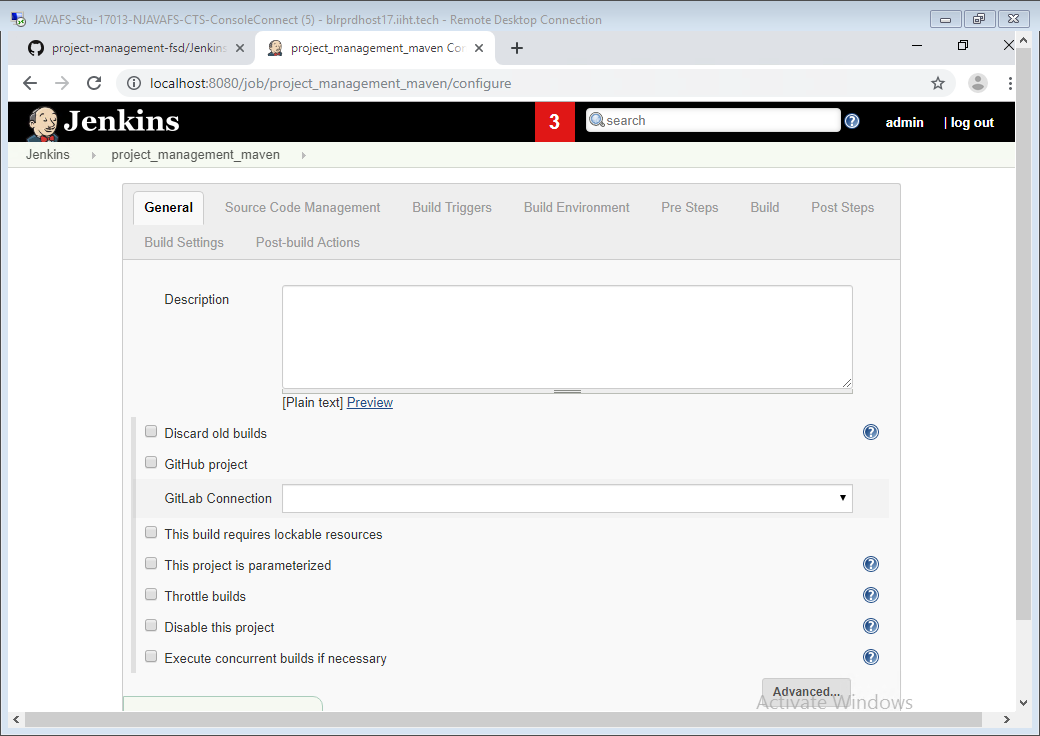 JAVAFS-Stu-17013-NJAVAFS-CTS-ConsoleConnect (5) - blrprdhost17.iiht.tech - Remote Desktop Connection
project-management-fsd/Jenkins
project_management_maven Con
localhost:8080/job/project_management_maven/configure
Jenkins
3
search
admin
| log out
Jenkins
project_management_maven
General
Source Code Management
Build Triggers
Build Environment
Pre Steps
Build
Post Steps
Build Settings
Post-build Actions
Description
[Plain text] Preview
Discard old builds
GitHub project
GitLab Connection
This build requires lockable resources
This project is parameterized
Throttle builds
Disable this project
Execute concurrent builds if necessary
Advanced...
Activate Windows